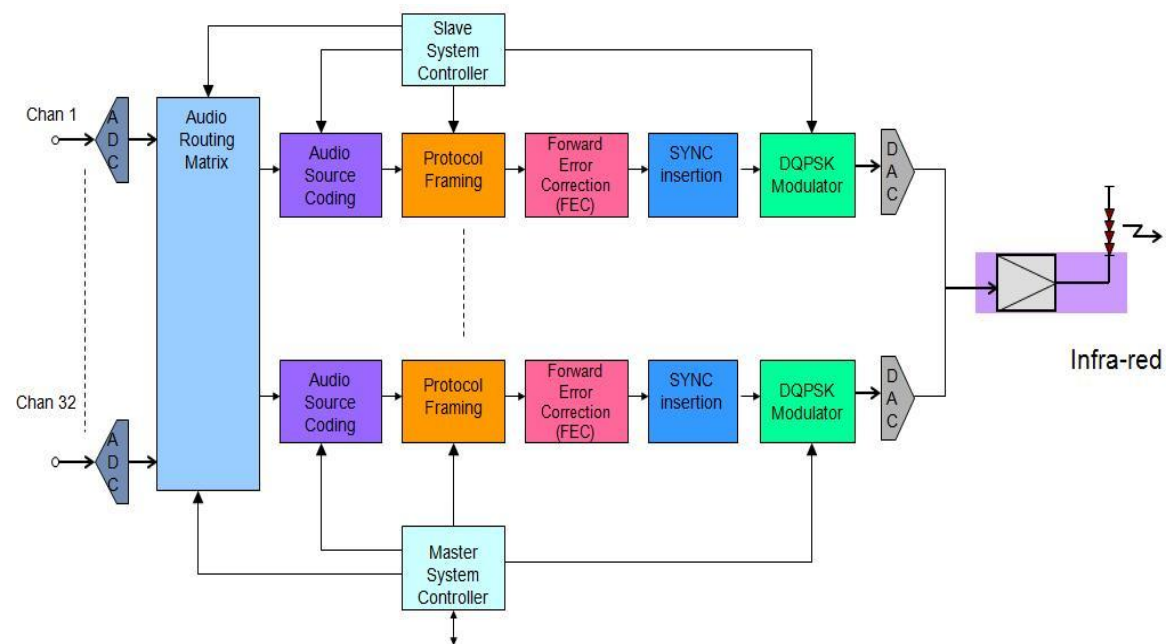 Slave
System
Controller
Chan 1
A
D
C
Audio
Routing
Matrix
Audio
Source
Coding
Protocol
Framing
Forward
Error
Correction
(FEC)
SYNC
insertion
DQPSK
Modulator
D
A
C
Infra-red
Chan 32
A
D
C
Audio
Source
Coding
Protocol
Framing
Forward
Error
Correction
(FEC)
SYNC
insertion
DQPSK
Modulator
D
A
C
Master
System
Controller